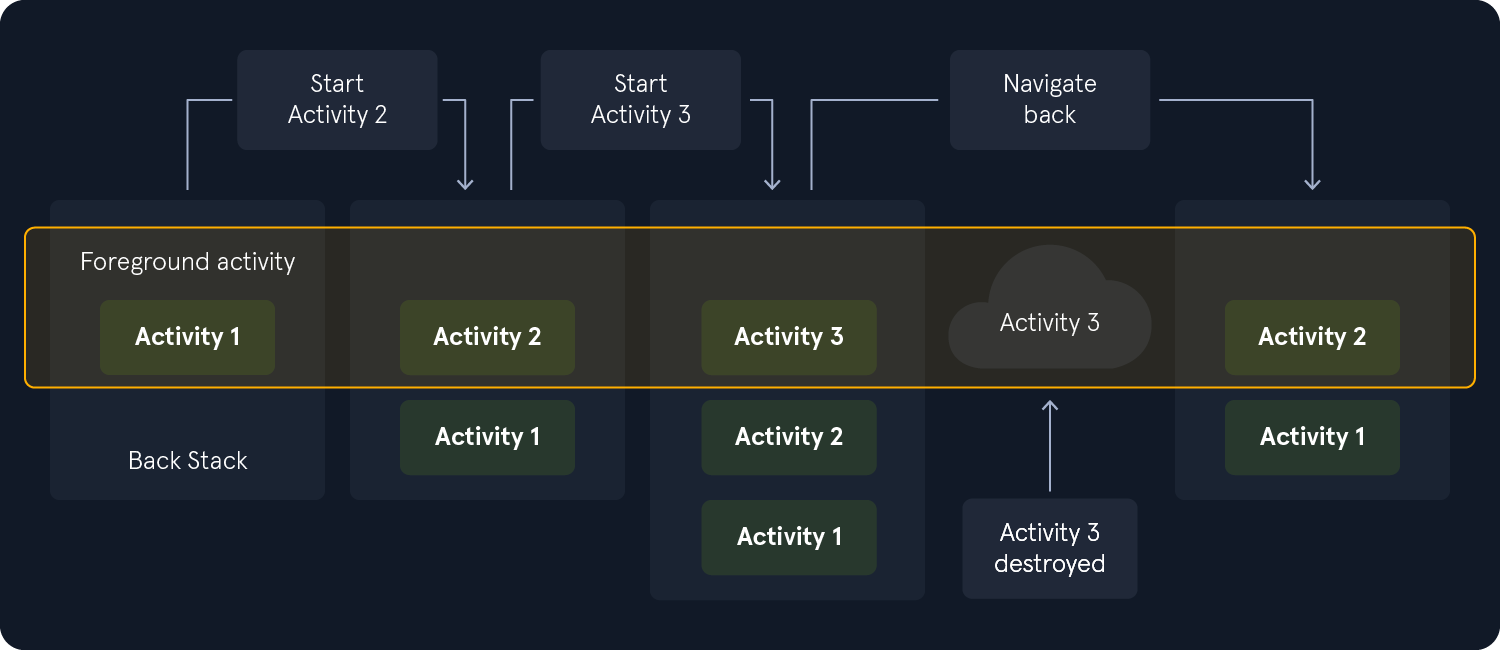 Start
Activity 2
Start
Activity 3
Navigate
back
Foreground activity
Activity 1
Activity 2
Activity 3
Activity 3
Activity 2
Back Stack
Activity 1
Activity 2
Activity 1
Activity 1
Activity 3
destroyed